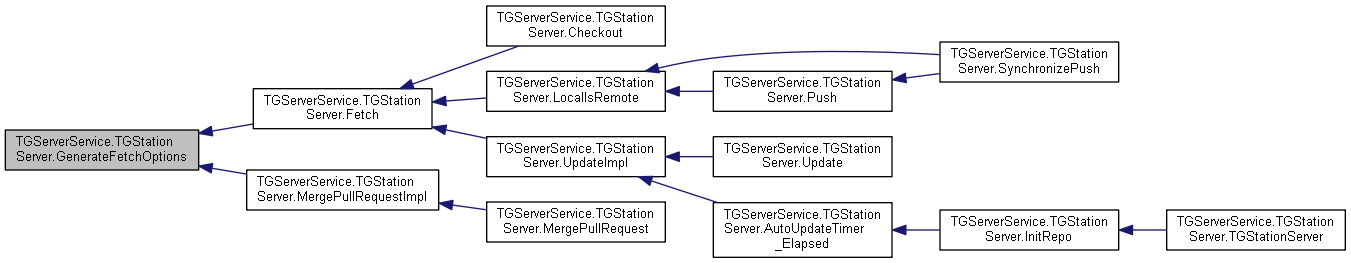 TGServerService.TGStation
Server.GenerateFetchOptions
TGServerService.TGStation
Server.Fetch
TGServerService.TGStation
Server.Checkout
TGServerService.TGStation
Server.LocalIsRemote
TGServerService.TGStation
Server.Push
TGServerService.TGStation
Server.SynchronizePush
TGServerService.TGStation
Server.UpdateImpl
TGServerService.TGStation
Server.Update
TGServerService.TGStation
Server.AutoUpdateTimer
_Elapsed
TGServerService.TGStation
Server.InitRepo
TGServerService.TGStation
Server.TGStationServer
TGServerService.TGStation
Server.MergePullRequestImpl
TGServerService.TGStation
Server.MergePullRequest